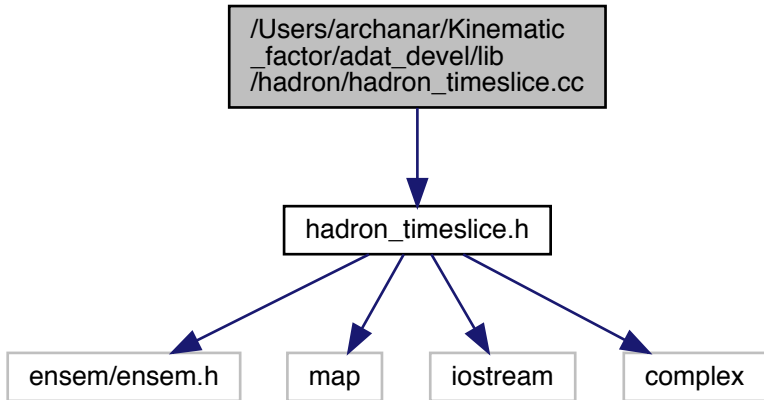 /Users/archanar/Kinematic
_factor/adat_devel/lib
/hadron/hadron_timeslice.cc
hadron_timeslice.h
ensem/ensem.h
map
iostream
complex